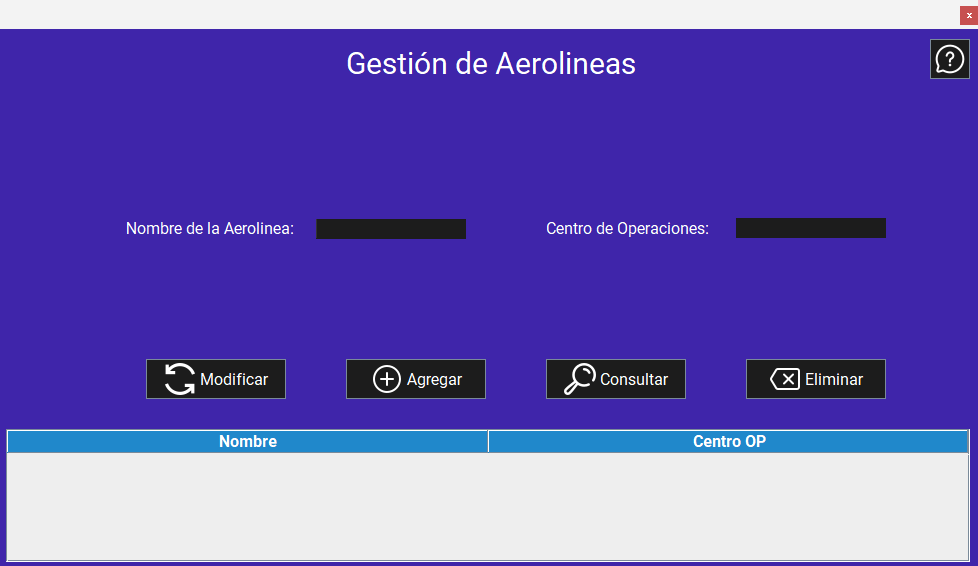 x
Gestión de Aerolineas
?
Nombre de la Aerolinea:
Centro de Operaciones:
Modificar
Agregar
Consultar
Eliminar
Nombre
Centro OP